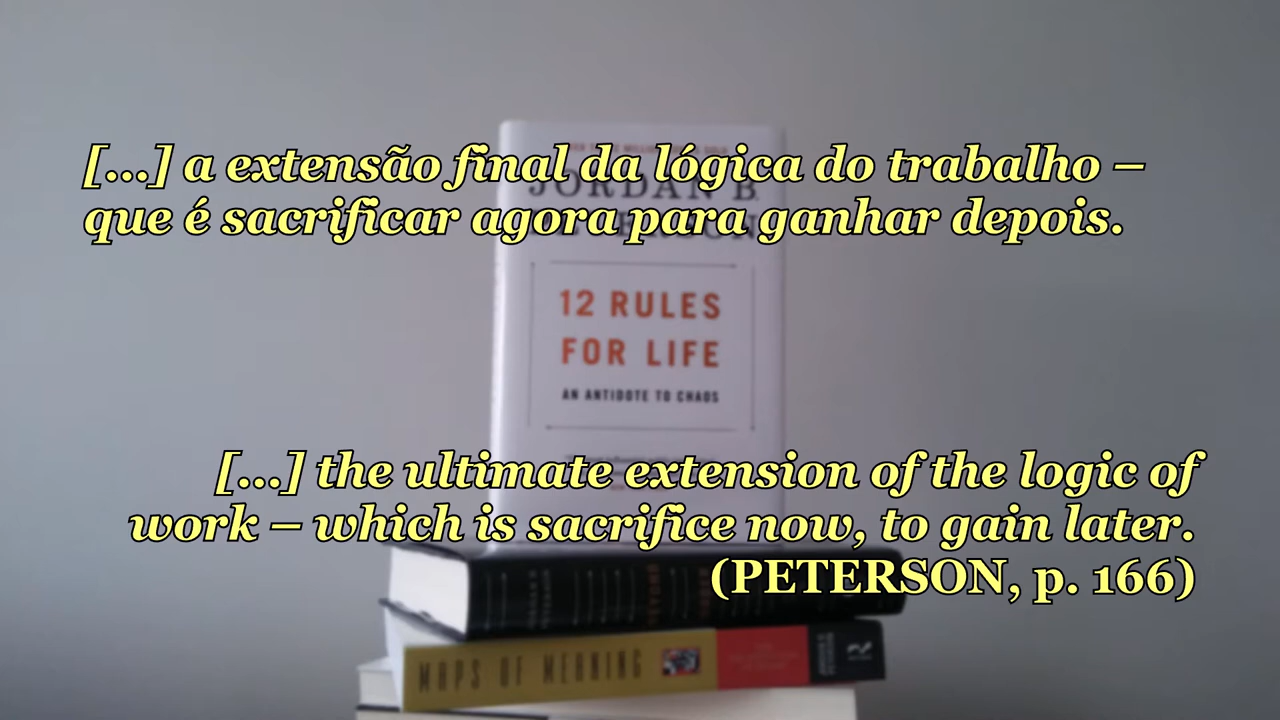 [...] a extensão final da lógica do trabalho –
que é sacrificar agora para ganhar depois.
JORDAN B.
PETERSON
12 RULES
FOR LIFE
AN ANTIDOTE TO CHAOS
[...] the ultimate extension of the logic of
work – which is sacrifice now, to gain later.
(PETERSON, p. 166)
MAPS OF MEANING